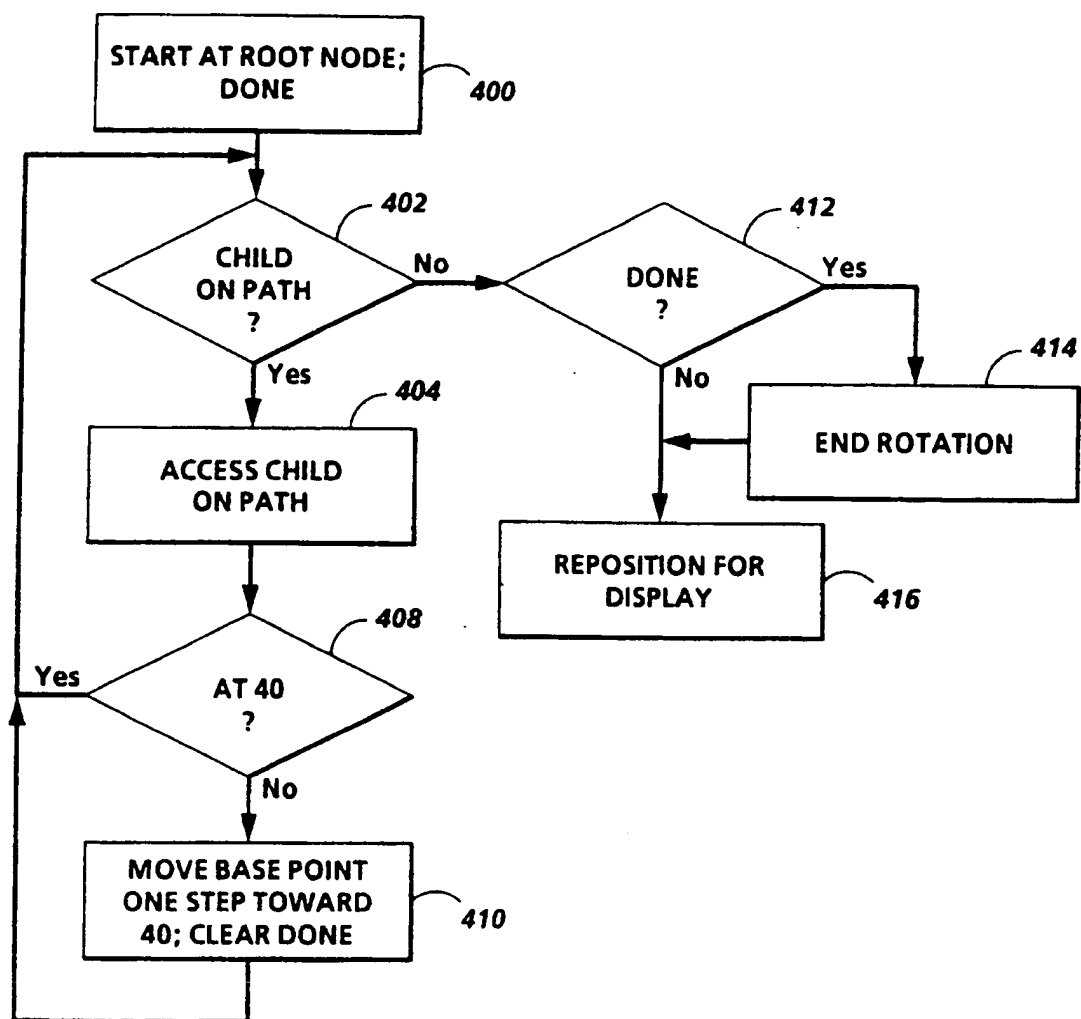 START AT ROOT NODE;
DONE
400
402
CHILD
ON PATH
?
No
Yes
412
DONE
?
Yes
No
414
END ROTATION
404
ACCESS CHILD
ON PATH
REPOSITION FOR
DISPLAY
416
408
AT 40
?
Yes
No
MOVE BASE POINT
ONE STEP TOWARD
40; CLEAR DONE
410